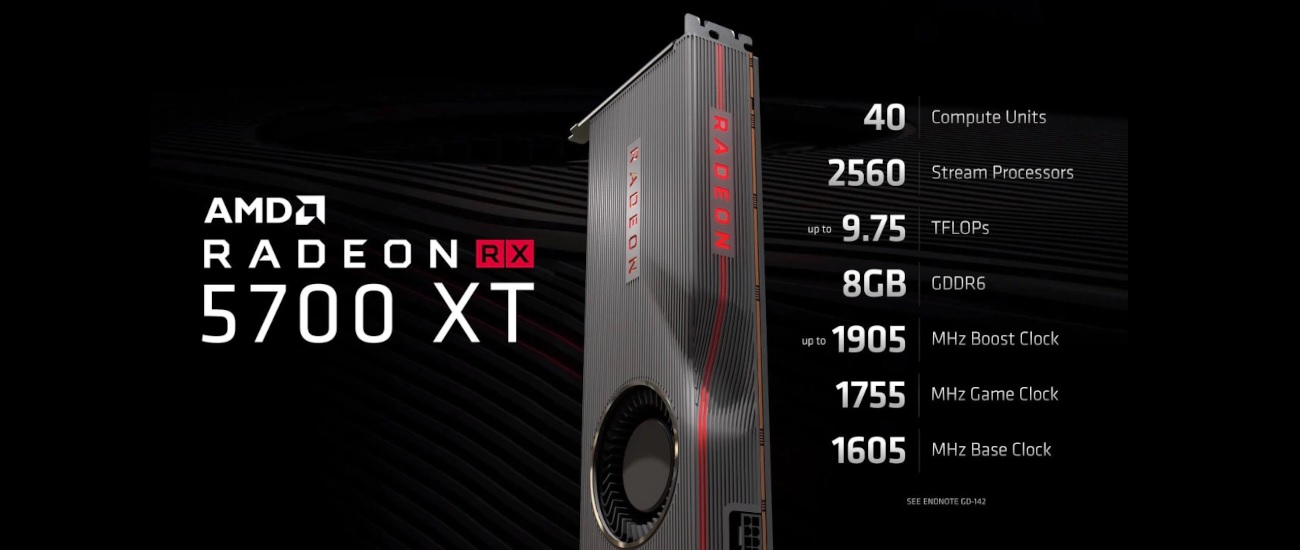 AMD
RADEON RX
5700 XT
RADEON
RADEON
40 Compute Units
2560 Stream Processors
up to 9.75 TFLOPs
8GB GDDR6
up to 1905 MHz Boost Clock
1755 MHz Game Clock
1605 MHz Base Clock
SEE ENDNOTE GD-142